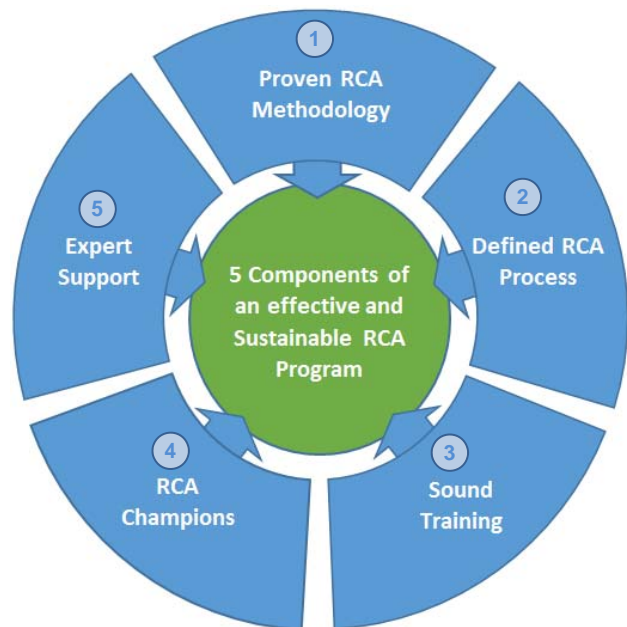 1
Proven RCA
Methodology
2
Defined RCA
Process
3
Sound
Training
4
RCA
Champions
5
Expert
Support
5 Components of
an effective and
Sustainable RCA
Program